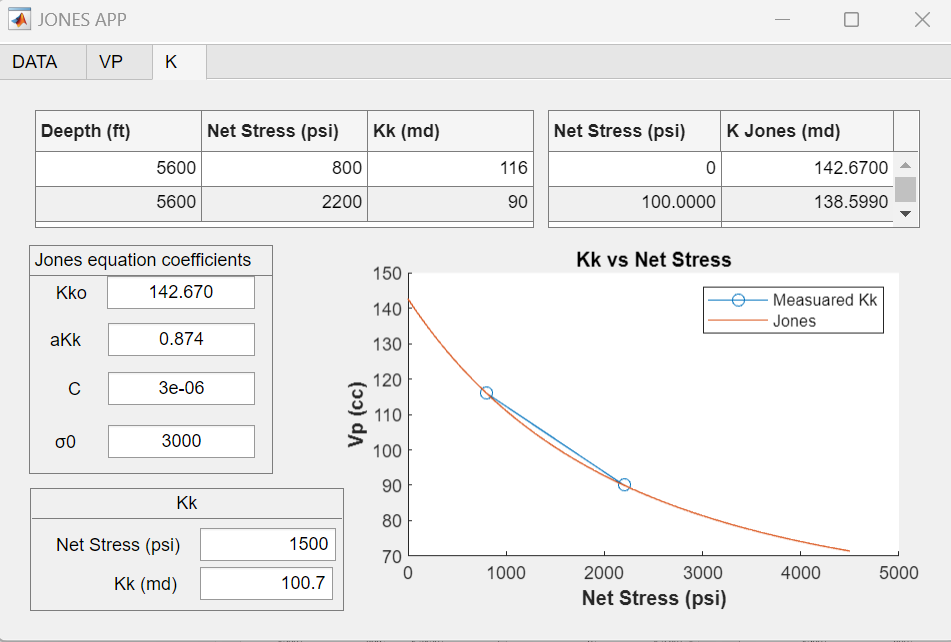 JONES APP
DATA VP K
Deepth (ft) Net Stress (psi) Kk (md)
5600 800 116
5600 2200 90
Net Stress (psi) K Jones (md)
0 142.6700
100.0000 138.5990
Jones equation coefficients
Kko 142.670
aKk 0.874
C 3e-06
σ0 3000
Kk
Net Stress (psi) 1500
Kk (md) 100.7
Kk vs Net Stress
Measuared Kk
Jones
Vp (cc)
150
140
130
120
110
100
90
80
70
0 1000 2000 3000 4000 5000
Net Stress (psi)